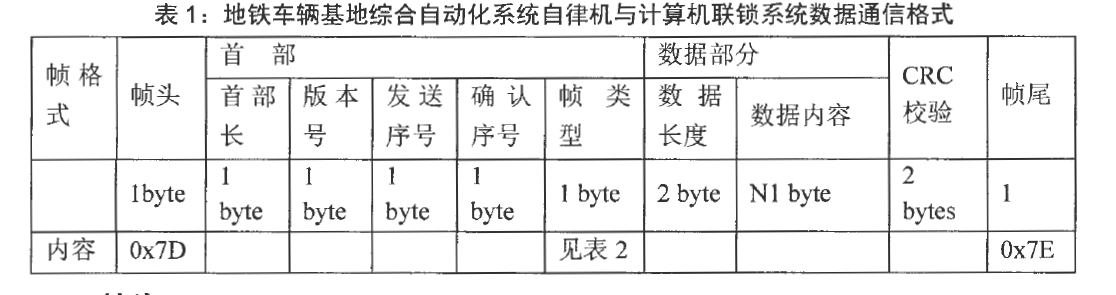 表 1：地铁车辆基地综合自动化系统自律机与计算机联锁系统数据通信格式
帧格式 帧头 首 部 数据部分 CRC校验 帧尾
首部长 版本号 发送序号 确认序号 帧类型 数据长度 数据内容
1byte 1 byte 1 byte 1 byte 1 byte 1 byte 2 byte N1 byte 2 bytes 1
内容 0x7D 见表 2 0x7E